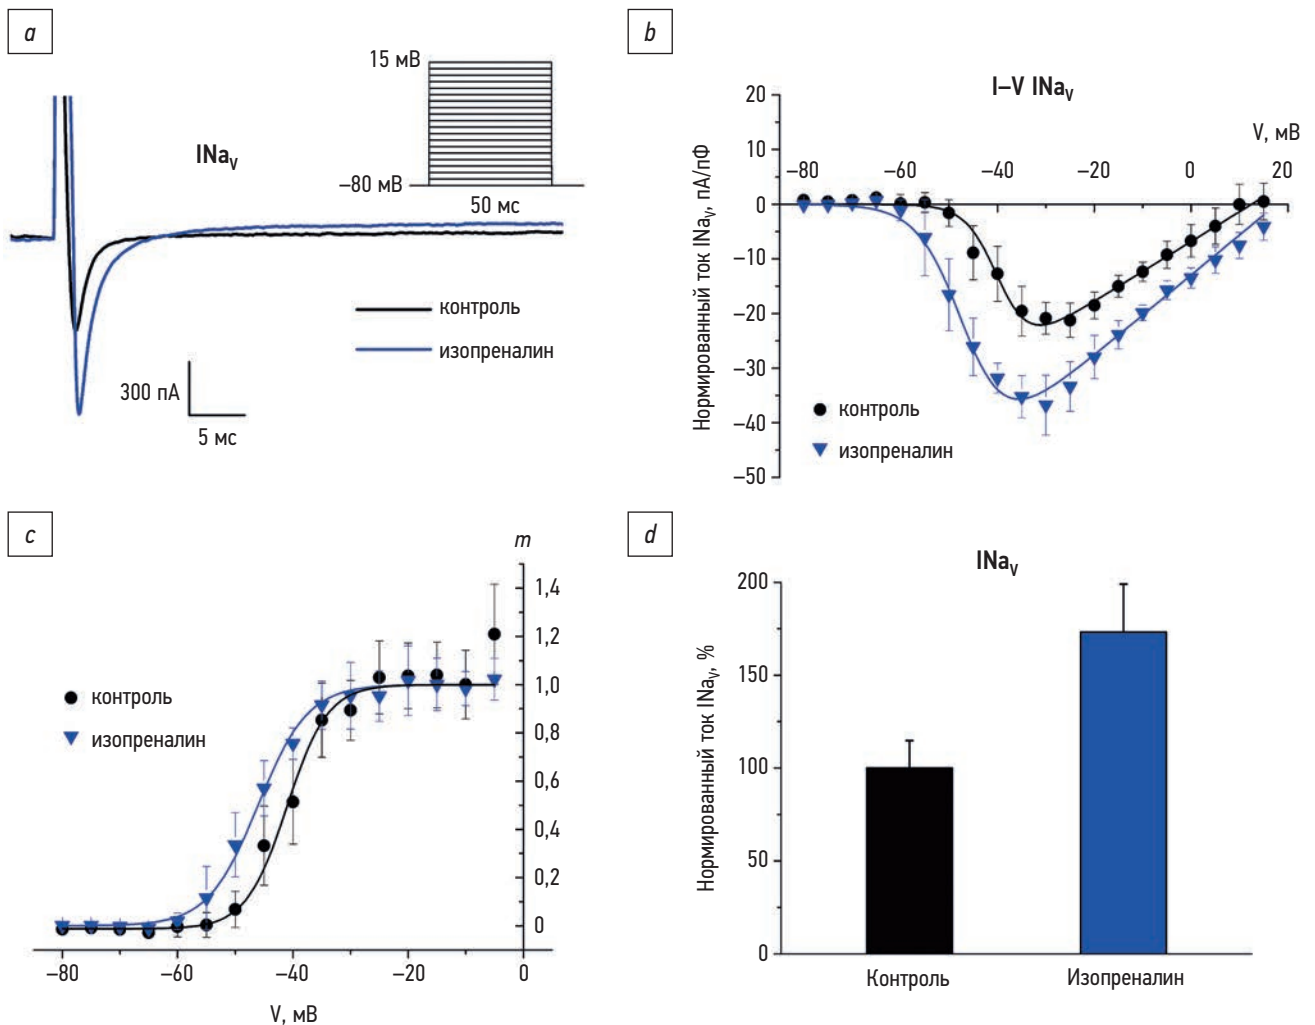 a
15 мВ
INaV
–80 мВ
50 мс
контроль
изопреналин
300 пА
5 мс
b
I–V INaV
V, мВ
Нормированный ток INaV, пА/пФ
20
10
0
–10
–20
–30
–40
–50
–80
–60
–40
–20
0
20
контроль
изопреналин
c
m
1,4
1,2
1,0
0,8
0,6
0,4
0,2
0
контроль
изопреналин
–80
–60
–40
–20
0
V, мВ
d
INaV
Нормированный ток INaV, %
200
150
100
50
0
Контроль
Изопреналин